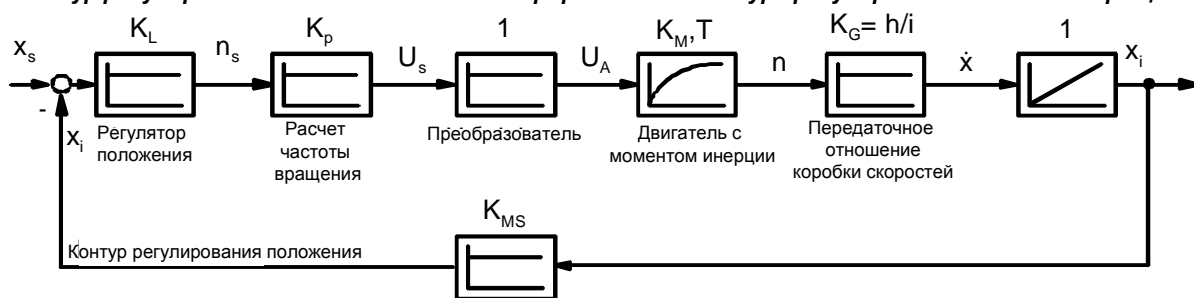 K_L
K_p
1
K_M,T
K_G= h/i
1
x_s
n_s
U_s
U_A
n
ẋ
x_i
-
x_i
Регулятор
положения
Расчет
частоты
вращения
Преобразователь
Двигатель с
моментом инерции
Передаточное
отношение
коробки скоростей
K_MS
Контур регулирования положения